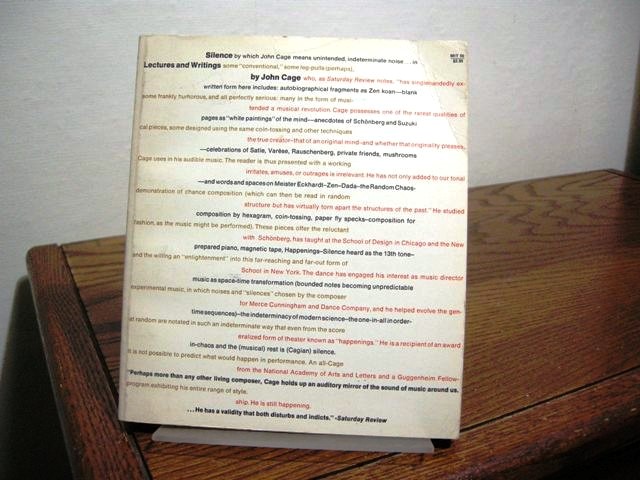 Silence by which John Cage means unintended, indeterminate noise . . . in
MIT 98
$3.95
Lectures and Writings some "conventional," some leg-pulls (perhaps),
by John Cage who, as Saturday Review notes, "has singlehandedly ex-
written form here includes: autobiographical fragments as Zen koan—blank
some frankly humorous, and all perfectly serious: many in the form of musi-
tended a musical revolution. Cage possesses one of the rarest qualities of
pages as "white paintings" of the mind—anecdotes of Schönberg and Suzuki
cal pieces, some designed using the same coin-tossing and other techniques
the true creator–that of an original mind–and whether that originality pleases,
—celebrations of Satie, Varèse, Rauschenberg, private friends, mushrooms
Cage uses in his audible music. The reader is thus presented with a working
irritates, amuses, or outrages is irrelevant. He has not only added to our tonal
—and words and spaces on Meister Eckhardt–Zen–Dada–the Random Chaos-
demonstration of chance composition (which can then be read in random
structure but has virtually torn apart the structures of the past." He studied
composition by hexagram, coin-tossing, paper fly specks–composition for
fashion, as the music might be performed). These pieces offer the reluctant
with Schönberg, has taught at the School of Design in Chicago and the New
prepared piano, magnetic tape, Happenings–Silence heard as the 13th tone–
and the willing an "enlightenment" into this far-reaching and far-out form of
School in New York. The dance has engaged his interest as music director
music as space-time transformation (bounded notes becoming unpredictable
experimental music, in which noises and "silences" chosen by the composer
for Merce Cunningham and Dance Company, and he helped evolve the gen-
time sequences)–the indeterminacy of modern science–the one-in-all in order-
at random are notated in such an indeterminate way that even from the score
eralized form of theater known as "happenings." He is a recipient of an award
in-chaos and the (musical) rest is (Cagian) silence.
it is not possible to predict what would happen in performance. An all-Cage
from the National Academy of Arts and Letters and a Guggenheim Fellow-
"Perhaps more than any other living composer, Cage holds up an auditory mirror of the sound of music around us.
program exhibiting his entire range of style.
ship. He is still happening.
. . . He has a validity that both disturbs and indicts." -Saturday Review